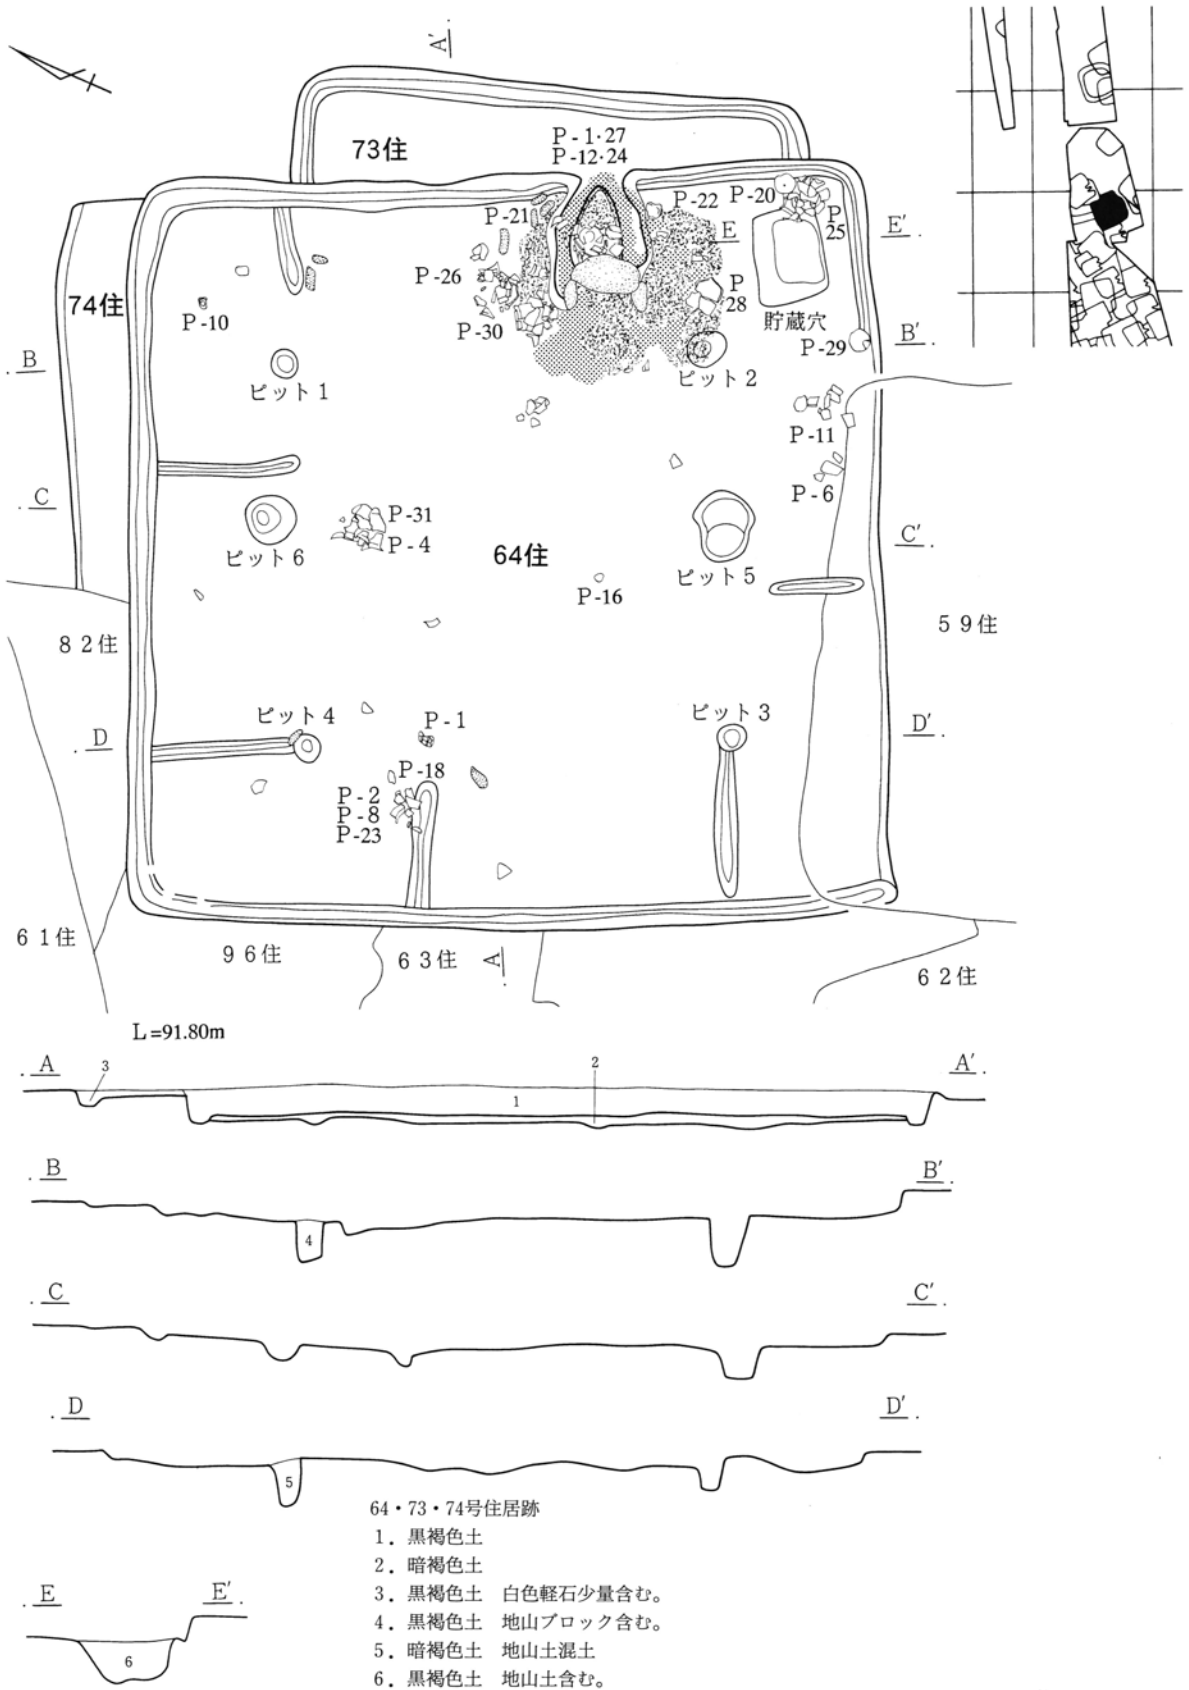 A′
73住
P-1·27
P-12·24
P-21
P-22
P-20
P
25
E
E′
74住
P-26
P
28
P-10
P-30
貯蔵穴
P-29
B
B′
ピット1
ピット2
P-11
P-6
C
P-31
P-4
64住
C′
ピット6
ピット5
P-16
82住
59住
ピット4
P-1
ピット3
D
D′
P-18
P-2
P-8
P-23
61住
96住
63住
A
62住
L=91.80m
A
3
2
A′
1
B
B′
4
C
C′
D
D′
5
64・73・74号住居跡
1．黒褐色土
2．暗褐色土
3．黒褐色土　白色軽石少量含む。
4．黒褐色土　地山ブロック含む。
5．暗褐色土　地山土混土
6．黒褐色土　地山土含む。
E
E′
6